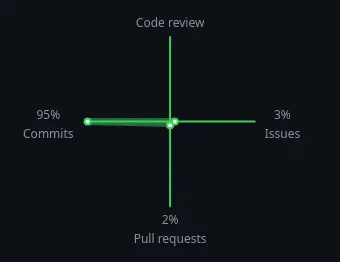 Code review
95%
Commits
3%
Issues
2%
Pull requests